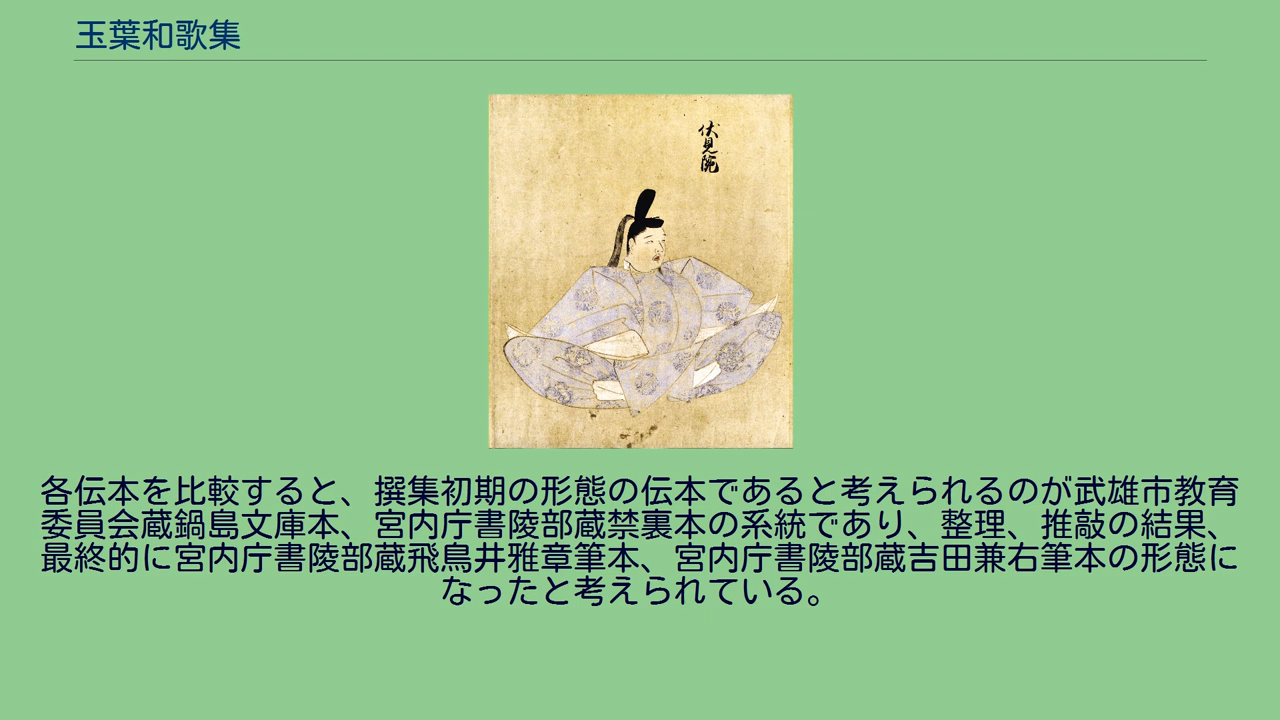 玉葉和歌集
伏見院
各伝本を比較すると、撰集初期の形態の伝本であると考えられるのが武雄市教育
委員会蔵鍋島文庫本、宮内庁書陵部蔵禁裏本の系統であり、整理、推敲の結果、
最終的に宮内庁書陵部蔵飛鳥井雅章筆本、宮内庁書陵部蔵吉田兼右筆本の形態に
なったと考えられている。